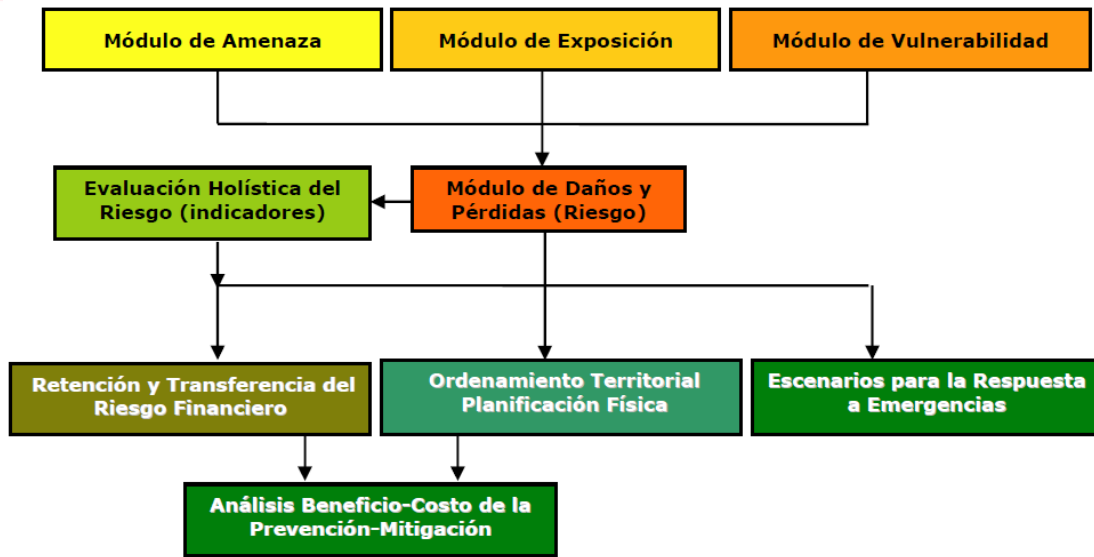 Módulo de Amenaza
Módulo de Exposición
Módulo de Vulnerabilidad
Evaluación Holística del
Riesgo (indicadores)
Módulo de Daños y
Pérdidas (Riesgo)
Retención y Transferencia del
Riesgo Financiero
Ordenamiento Territorial
Planificación Física
Escenarios para la Respuesta
a Emergencias
Análisis Beneficio-Costo de la
Prevención-Mitigación